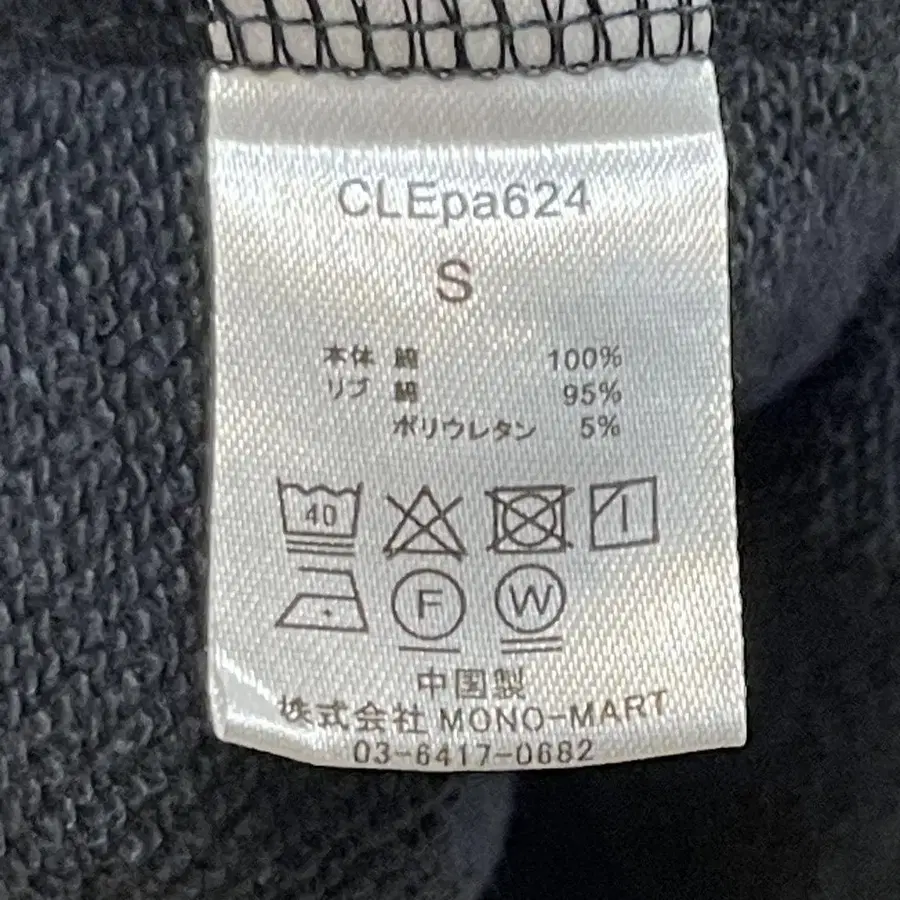 CLEpa624
S
本体 綿 100%
リブ 綿 95%
ポリウレタン 5%
40
F W
中国製
株式会社 MONO-MART
03-6417-0682